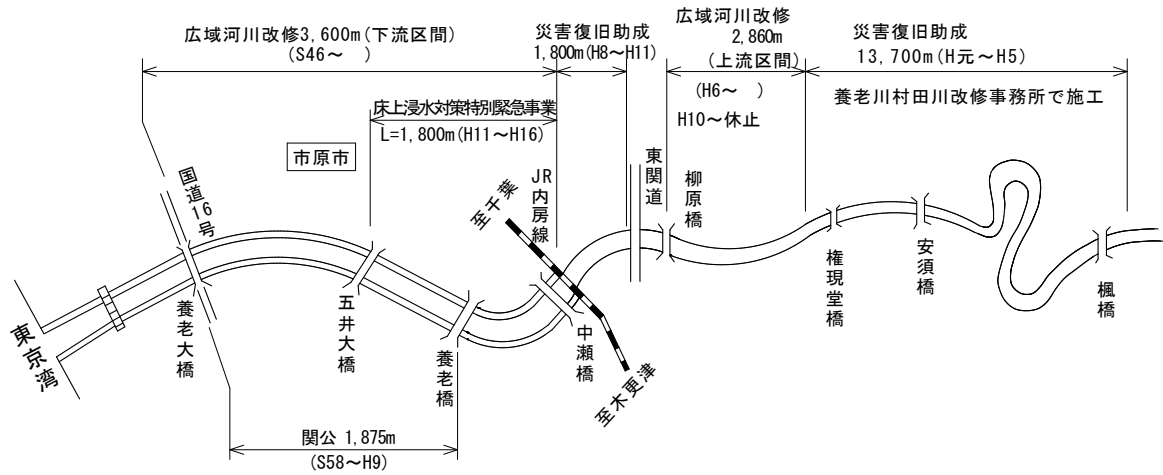 広域河川改修3,600m(下流区間)
(S46～　)
災害復旧助成
1,800m(H8～H11)
広域河川改修
2,860m
(上流区間)
(H6～　)
H10～休止
災害復旧助成
13,700m(H元～H5)
養老川村田川改修事務所で施工
床上浸水対策特別緊急事業
L=1,800m(H11～H16)
市原市
国道16号
JR内房線
至千葉
東関道
柳原橋
権現堂橋
安須橋
楓橋
東京湾
養老大橋
五井大橋
養老橋
中瀬橋
至木更津
関公 1,875m
(S58～H9)